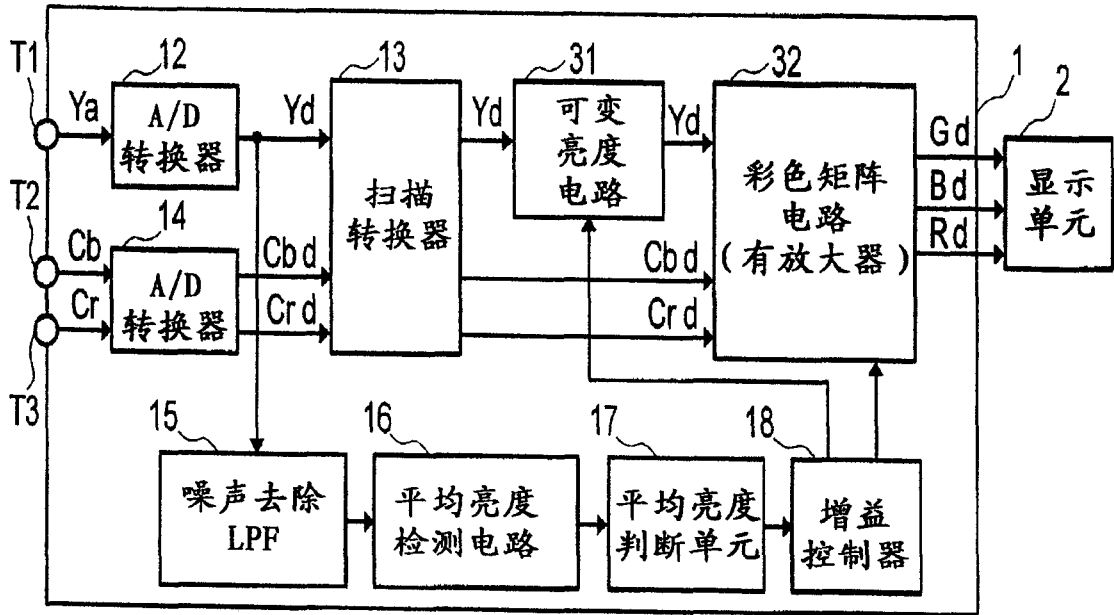 T1
Ya
12
A/D
转换器
Yd
13
扫描
转换器
Yd
31
可变
亮度
电路
Yd
32
彩色矩阵
电路
(有放大器)
1
Gd
Bd
Rd
2
显示
单元
T2
Cb
Cr
14
A/D
转换器
Cbd
Crd
Cbd
Crd
T3
15
噪声去除
LPF
16
平均亮度
检测电路
17
平均亮度
判断单元
18
增益
控制器